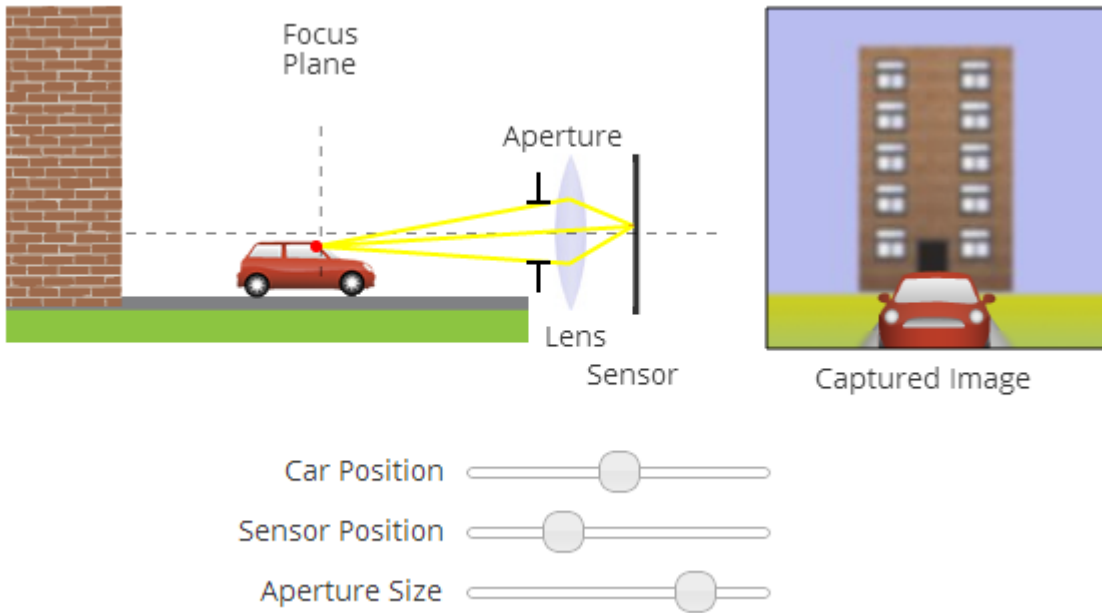 Focus
Plane
Aperture
Lens
Sensor
Captured Image
Car Position
Sensor Position
Aperture Size